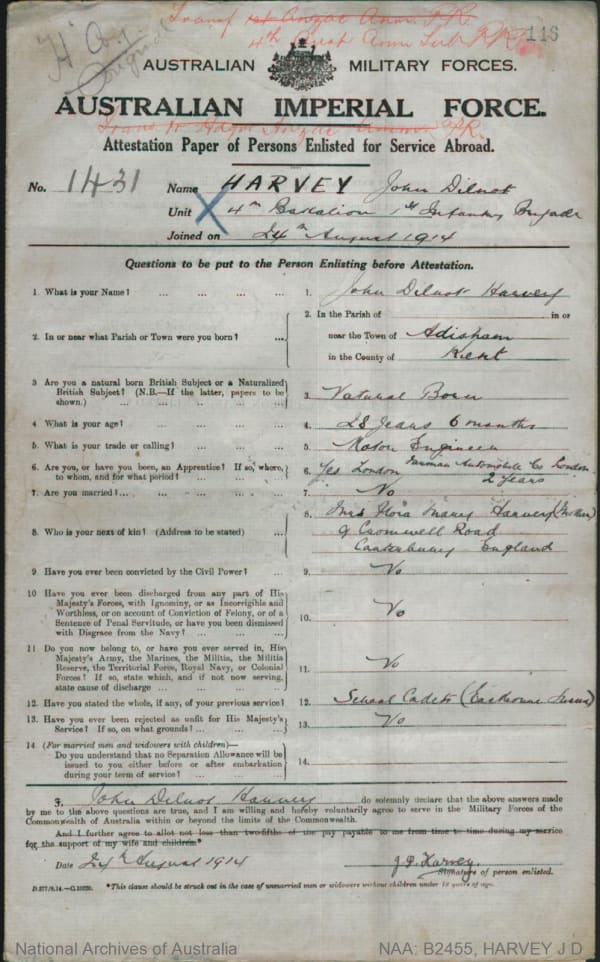 "H" Coy.
Original
Transf 1st Anzac Amm. P.K.
4th Aust Amm Sub P.K.
116
AUSTRALIAN MILITARY FORCES.
AUSTRALIAN IMPERIAL FORCE.
Anzac
Attestation Paper of Persons Enlisted for Service Abroad.
No. 1431 Name HARVEY John Dilnot
Unit X 4th Battalion 1st Infantry Brigade
Joined on 24th August 1914
Questions to be put to the Person Enlisting before Attestation.
1. What is your Name? ... ... ... ... 1. John Dilnot Harvey
2. In or near what Parish or Town were you born? ... 2. In the Parish of in or
near the Town of Adisham
in the County of Kent
3 Are you a natural born British Subject or a Naturalized
British Subject? (N.B.—If the latter, papers to be
shown.) ... ... ... ... ... 3. Natural Born
4. What is your age? ... ... ... ... 4. 28 Years 6 months
5. What is your trade or calling? ... ... ... 5. Motor Engineer
6. Are you, or have you been, an Apprentice? If so, where,
to whom, and for what period? ... ... ... 6. Yes London Farman Automobile Co London
2 Years
7. Are you married?... ... ... ... ... 7. No
8. Who is your next of kin? (Address to be stated) ... 8. Mrs Flora Mary Harvey (Mother)
9 Cromwell Road
Canterbury England
9 Have you ever been convicted by the Civil Power? ... 9. No
10 Have you ever been discharged from any part of His
Majesty's Forces, with Ignominy, or as Incorrigible and
Worthless, or on account of Conviction of Felony, or of a
Sentence of Penal Servitude, or have you been dismissed
with Disgrace from the Navy? ... ... ... 10. No
11 Do you now belong to, or have you ever served in, His
Majesty's Army, the Marines, the Militia, the Militia
Reserve, the Territorial Force, Royal Navy, or Colonial
Forces? If so, state which, and if not now serving,
state cause of discharge ... ... ... ... 11. No
12. Have you stated the whole, if any, of your previous service? 12. School Cadets (Eastbourne
13. Have you ever been rejected as unfit for His Majesty's
Service? If so, on what grounds? ... ... ... 13. No
14 (For married men and widowers with children)—
Do you understand that no Separation Allowance will be
issued to you either before or after embarkation
during your term of service? ... ... ... 14.
I, John Dilnot Harvey do solemnly declare that the above answers made
by me to the above questions are true, and I am willing and hereby voluntarily agree to serve in the Military Forces of the
Commonwealth of Australia within or beyond the limits of the Commonwealth.
And I further agree to allot not less than two-fifths of the pay payable to me from time to time during my service
for the support of my wife and children.*
Date 24th August 1914 J.D. Harvey.
Signature of person enlisted.
*This clause should be struck out in the case of unmarried men or widowers without children under 18 years of age.
National Archives of Australia NAA: B2455, HARVEY J D